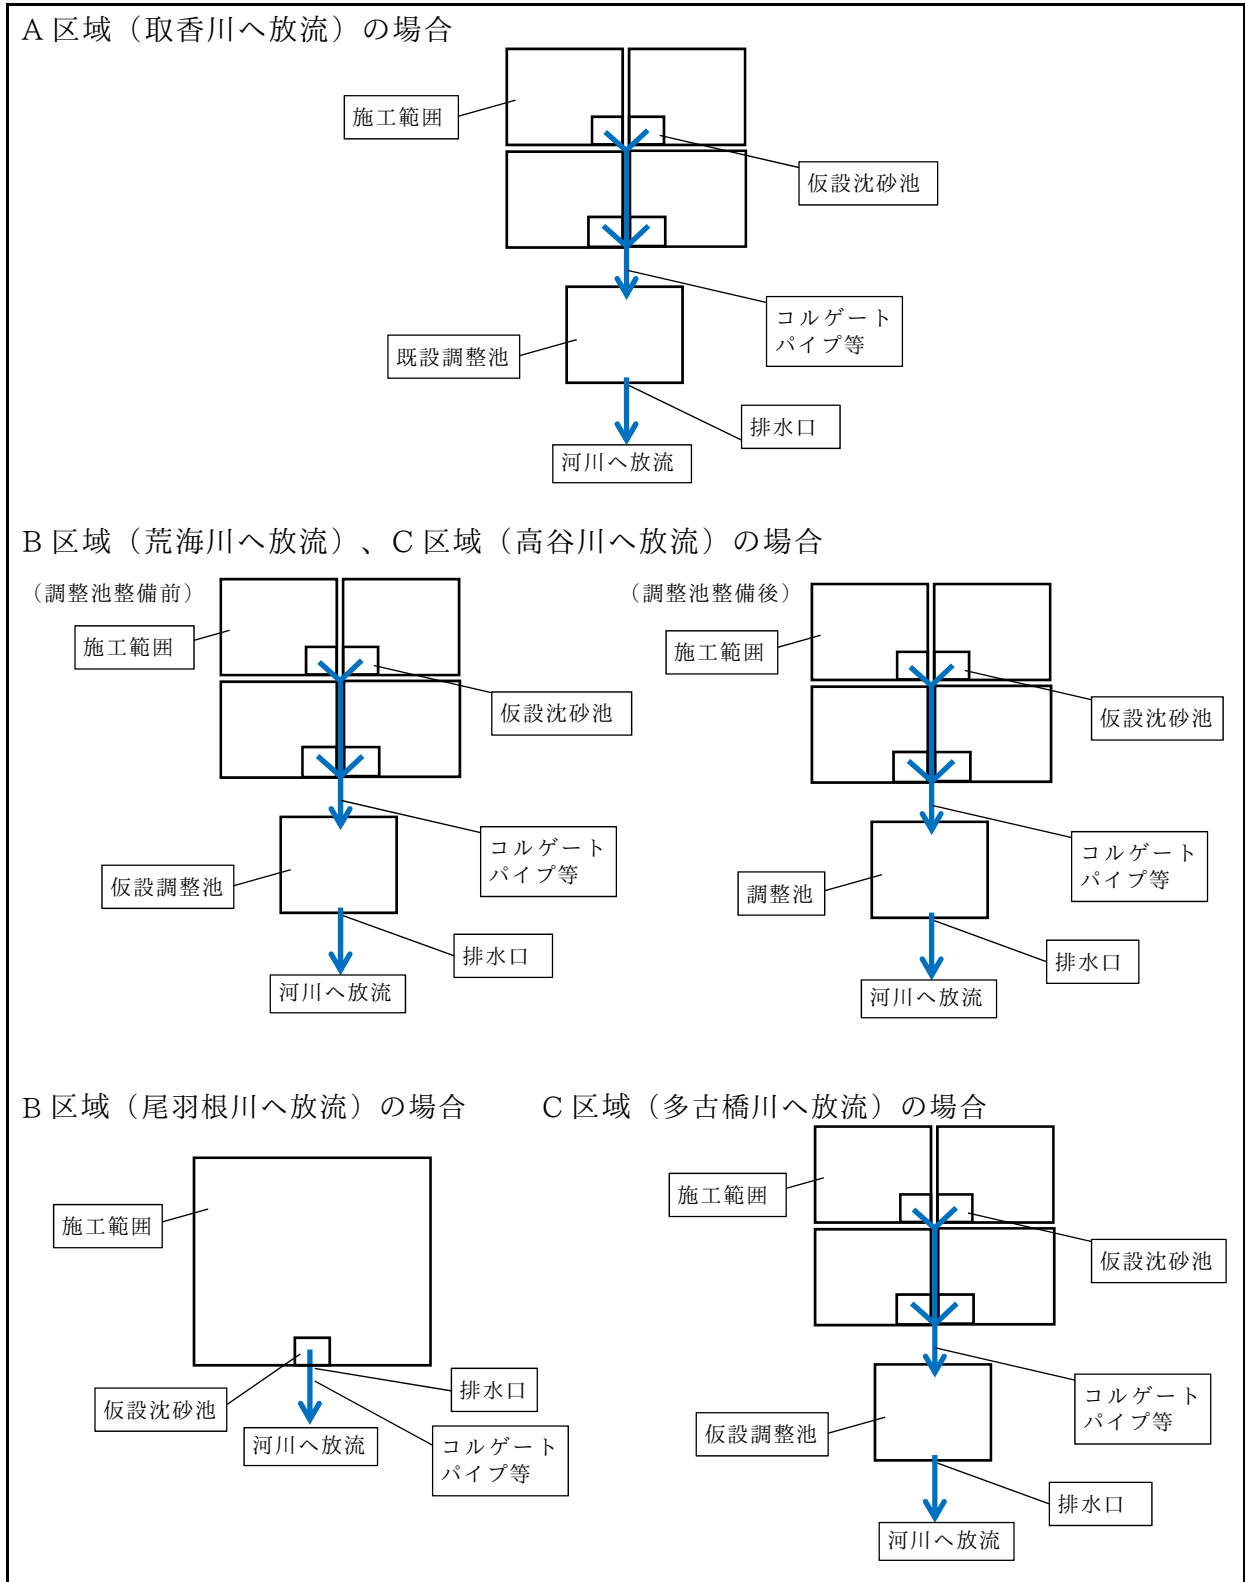 A 区域（取香川へ放流）の場合
施工範囲
仮設沈砂池
コルゲート
パイプ等
既設調整池
排水口
河川へ放流
B 区域（荒海川へ放流）、C 区域（高谷川へ放流）の場合
（調整池整備前）
施工範囲
仮設沈砂池
コルゲート
パイプ等
仮設調整池
排水口
河川へ放流
（調整池整備後）
施工範囲
仮設沈砂池
コルゲート
パイプ等
調整池
排水口
河川へ放流
B 区域（尾羽根川へ放流）の場合
施工範囲
排水口
仮設沈砂池
河川へ放流
コルゲート
パイプ等
C 区域（多古橋川へ放流）の場合
施工範囲
仮設沈砂池
コルゲート
パイプ等
仮設調整池
排水口
河川へ放流